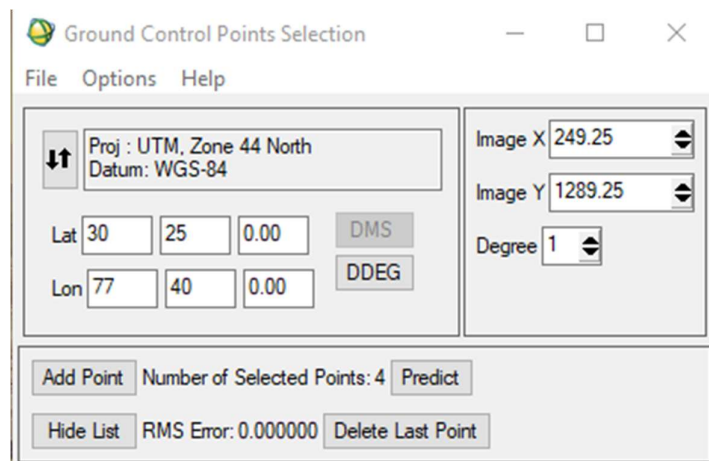 Ground Control Points Selection
File Options Help
Proj : UTM, Zone 44 North
Datum: WGS-84
Lat 30 25 0.00 DMS
Lon 77 40 0.00 DDEG
Image X 249.25
Image Y 1289.25
Degree 1
Add Point Number of Selected Points: 4 Predict
Hide List RMS Error: 0.000000 Delete Last Point